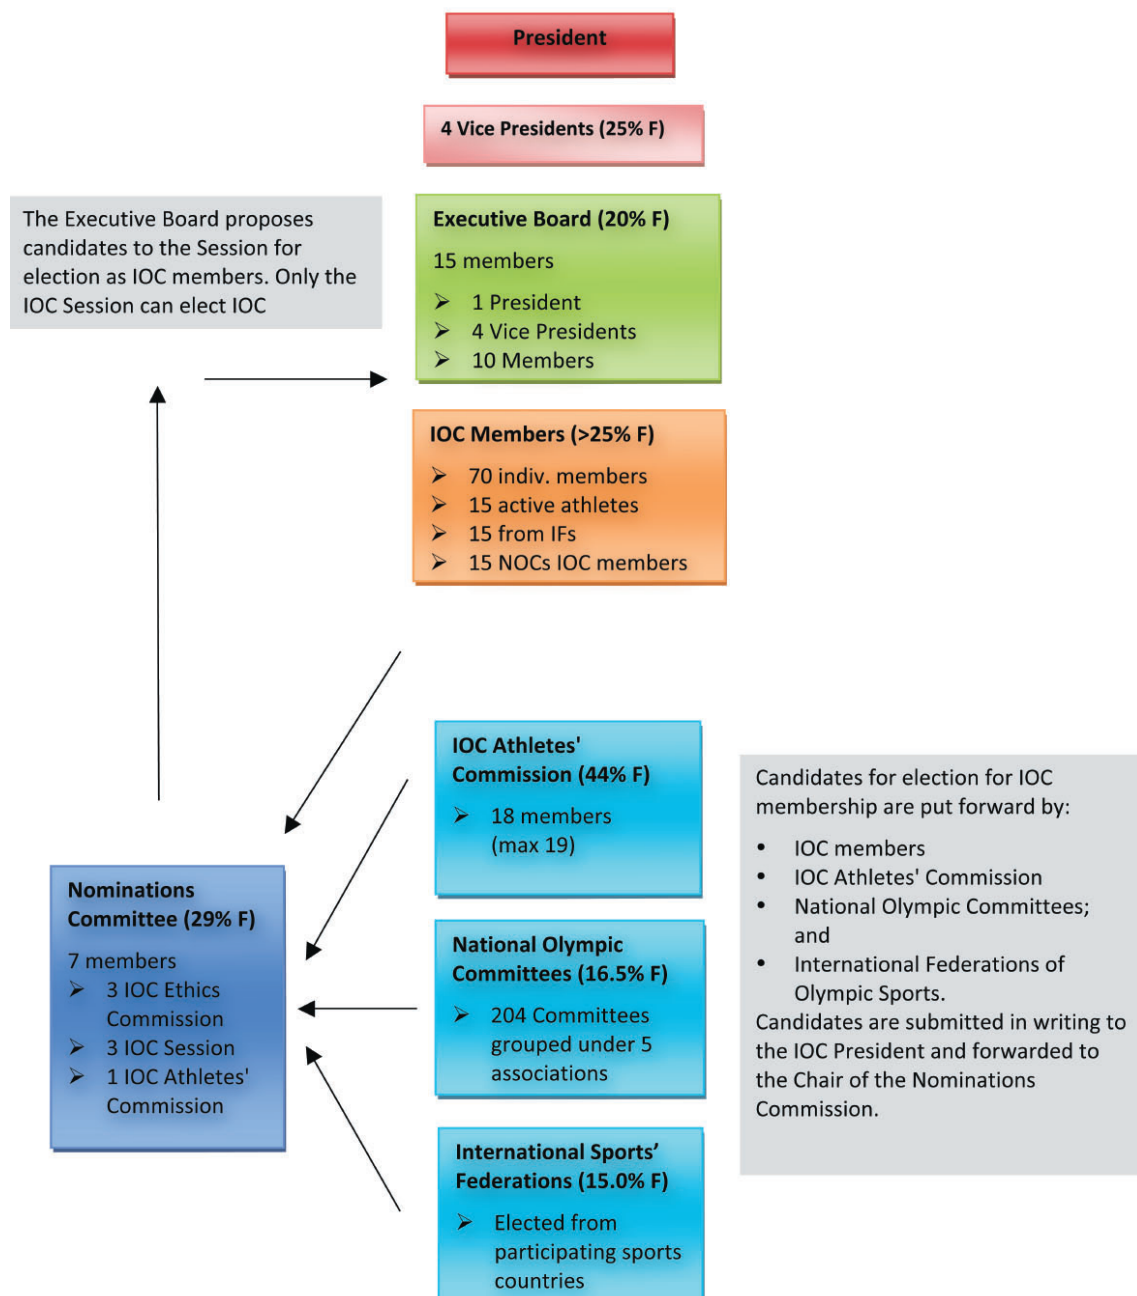 President
4 Vice Presidents (25% F)
The Executive Board proposes
candidates to the Session for
election as IOC members. Only the
IOC Session can elect IOC
Executive Board (20% F)
15 members
➢ 1 President
➢ 4 Vice Presidents
➢ 10 Members
IOC Members (>25% F)
➢ 70 indiv. members
➢ 15 active athletes
➢ 15 from IFs
➢ 15 NOCs IOC members
IOC Athletes'
Commission (44% F)
➢ 18 members
(max 19)
Nominations
Committee (29% F)
7 members
➢ 3 IOC Ethics
Commission
➢ 3 IOC Session
➢ 1 IOC Athletes'
Commission
National Olympic
Committees (16.5% F)
➢ 204 Committees
grouped under 5
associations
International Sports’
Federations (15.0% F)
➢ Elected from
participating sports
countries
Candidates for election for IOC
membership are put forward by:
• IOC members
• IOC Athletes' Commission
• National Olympic Committees;
and
• International Federations of
Olympic Sports.
Candidates are submitted in writing to
the IOC President and forwarded to
the Chair of the Nominations
Commission.